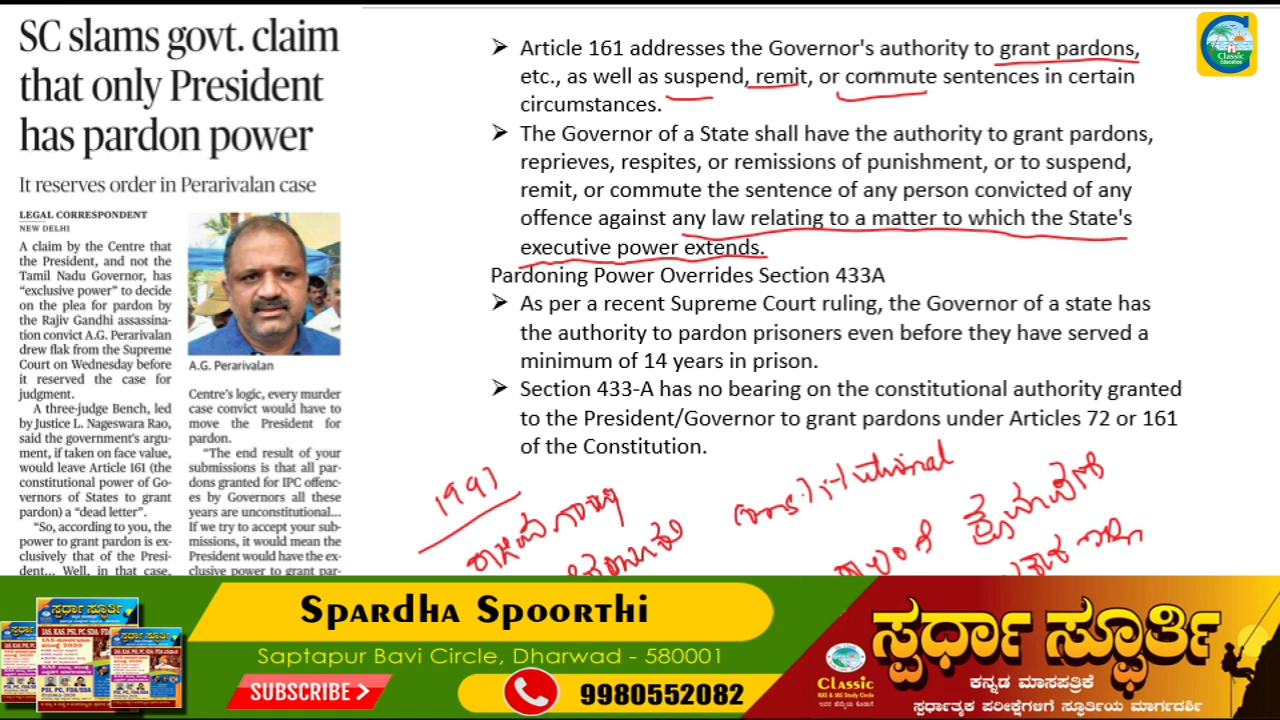 SC slams govt. claim
that only President
has pardon power
It reserves order in Perarivalan case
LEGAL CORRESPONDENT
NEW DELHI
A claim by the Centre that
the President, and not the
Tamil Nadu Governor, has
“exclusive power” to decide
on the plea for pardon by
the Rajiv Gandhi assassina-
tion convict A.G. Perarivalan
drew flak from the Supreme
Court on Wednesday before
it reserved the case for
judgment.
A three-judge Bench, led
by Justice L. Nageswara Rao,
said the government’s argu-
ment, if taken on face value,
would leave Article 161 (the
constitutional power of Go-
vernors of States to grant
pardon) a “dead letter”.
“So, according to you, the
power to grant pardon is ex-
clusively that of the Presi-
dent... Well, in that case,
A.G. Perarivalan
Centre’s logic, every murder
case convict would have to
move the President for
pardon.
“The end result of your
submissions is that all par-
dons granted for IPC offenc-
es by Governors all these
years are unconstitutional...
If we try to accept your sub-
missions, it would mean the
President would have the ex-
clusive power to grant par-
Classic
Education
➢ Article 161 addresses the Governor's authority to grant pardons,
etc., as well as suspend, remit, or commute sentences in certain
circumstances.
➢ The Governor of a State shall have the authority to grant pardons,
reprieves, respites, or remissions of punishment, or to suspend,
remit, or commute the sentence of any person convicted of any
offence against any law relating to a matter to which the State's
executive power extends.
Pardoning Power Overrides Section 433A
➢ As per a recent Supreme Court ruling, the Governor of a state has
the authority to pardon prisoners even before they have served a
minimum of 14 years in prison.
➢ Section 433-A has no bearing on the constitutional authority granted
to the President/Governor to grant pardons under Articles 72 or 161
of the Constitution.
1991
constitutional
ಸ್ಪರ್ಧಾ ಸ್ಫೂರ್ತಿ
Spardha Spoorthi
Saptapur Bavi Circle, Dharwad - 580001
SUBSCRIBE
9980552082
ಸ್ಪರ್ಧಾ ಸ್ಫೂರ್ತಿ
ಕನ್ನಡ ಮಾಸಪತ್ರಿಕೆ
Classic
KAS & IAS Study Circle
ಸ್ಪರ್ಧಾತ್ಮಕ ಪರೀಕ್ಷೆಗಳಿಗೆ ಸ್ಫೂರ್ತಿಯ ಮಾರ್ಗದರ್ಶಿ